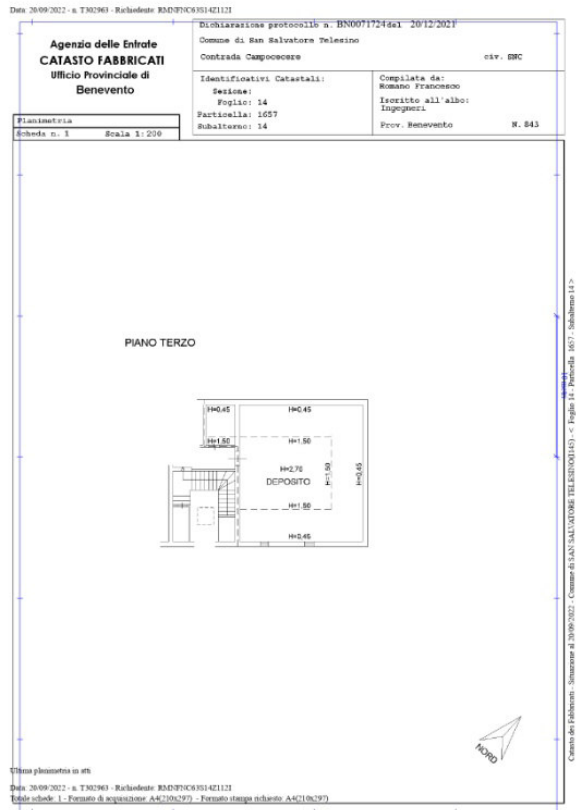 Data: 20/09/2022 - n. T302963 - Richiedente: RMNFNC63S14Z112I
Agenzia delle Entrate
CATASTO FABBRICATI
Ufficio Provinciale di
Benevento
Dichiarazione protocollo n. BN0071724 del 20/12/2021
Comune di San Salvatore Telesino
Contrada Campocecere civ. SNC
Identificativi Catastali:
Sezione:
Foglio: 14
Particella: 1657
Subalterno: 14
Compilata da:
Romano Francesco
Iscritto all'albo:
Ingegneri
Prov. Benevento N. 843
Planimetria
Scheda n. 1 Scala 1:200
PIANO TERZO
H=0,45 H=0,45
H=1,50 H=1,50
H=2,70
DEPOSITO
H=1,50
H=0,45
H=1,50
H=0,45
NORD
Catasto dei Fabbricati - Situazione al 20/09/2022 - Comune di SAN SALVATORE TELESINO(I145) - < Foglio 14 - Particella 1657 - Subalterno 14 >
Ultima planimetria in atti
Data: 20/09/2022 - n. T302963 - Richiedente: RMNFNC63S14Z112I
Totale schede: 1 - Formato di acquisizione: A4(210x297) - Formato stampa richiesto: A4(210x297)